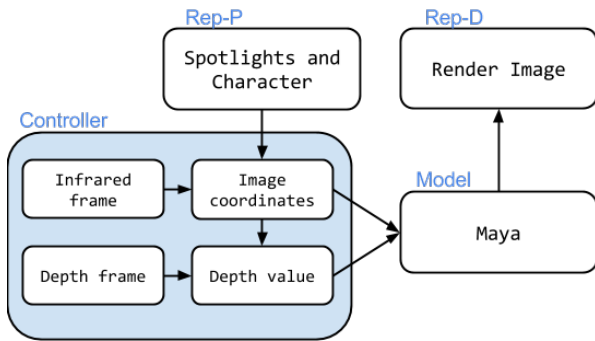 Rep-P
Rep-D
Spotlights and
Character
Render Image
Controller
Infrared
frame
Image
coordinates
Model
Maya
Depth frame
Depth value